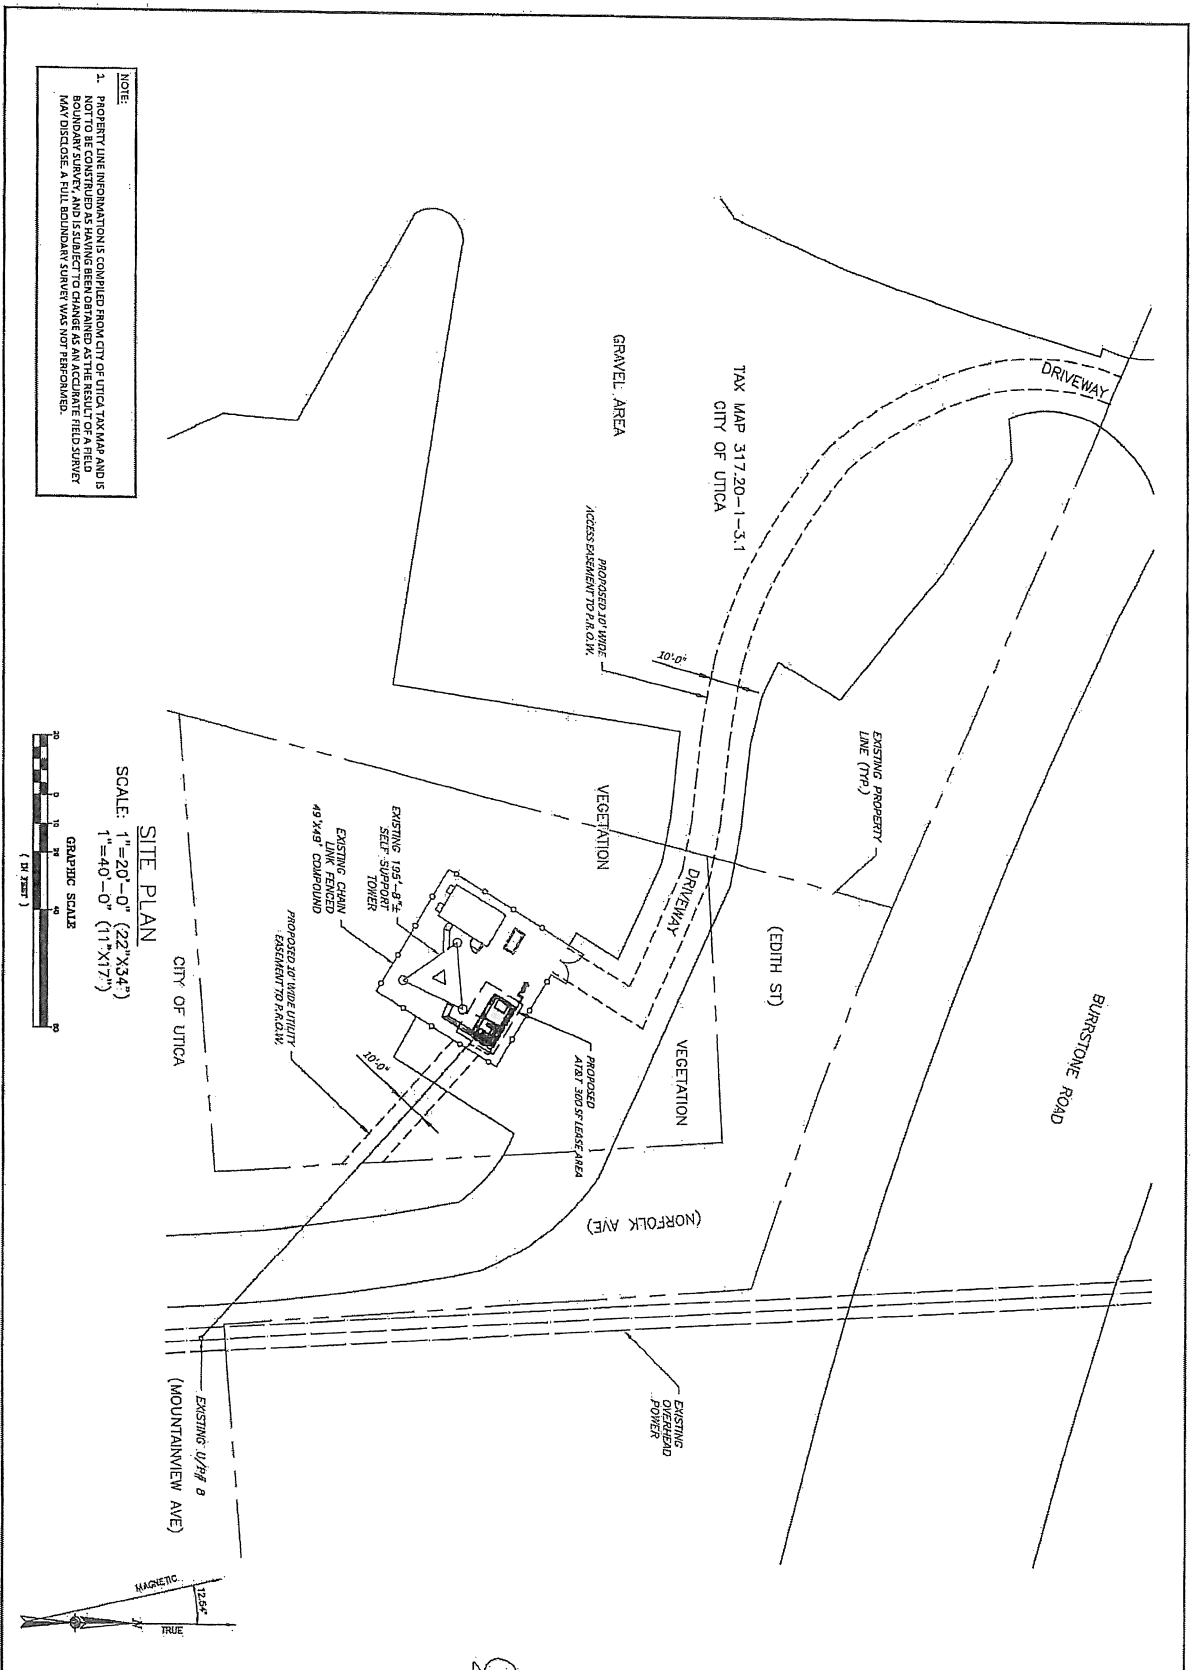 NOTE:
1. PROPERTY LINE INFORMATION IS COMPILED FROM CITY OF UTICA TAX MAP AND IS
NOT TO BE CONSTRUED AS HAVING BEEN OBTAINED AS THE RESULT OF A FIELD
BOUNDARY SURVEY, AND IS SUBJECT TO CHANGE AS AN ACCURATE FIELD SURVEY
MAY DISCLOSE. A FULL BOUNDARY SURVEY WAS NOT PERFORMED.
DRIVEWAY
TAX MAP 317.20-1-3.1
CITY OF UTICA
GRAVEL AREA
PROPOSED 10' WIDE
ACCESS EASEMENT TO P.R.O.W.
10'-0"
EXISTING PROPERTY
LINE (TYP.)
BURRSTONE ROAD
(EDITH ST)
VEGETATION
DRIVEWAY
VEGETATION
(NORFOLK AVE)
EXISTING 195'-8"±
SELF SUPPORT
TOWER
EXISTING CHAIN
LINK FENCED
49'X49' COMPOUND
PROPOSED
AT&T 300 SF LEASE AREA
PROPOSED 10' WIDE UTILITY
EASEMENT TO P.R.O.W.
10'-0"
CITY OF UTICA
EXISTING
OVERHEAD
POWER
EXISTING U/P# 8
(MOUNTAINVIEW AVE)
SITE PLAN
SCALE: 1"=20'-0" (22"X34")
1"=40'-0" (11"X17")
20 0 10 20 40 80
GRAPHIC SCALE
( IN FEET )
MAGNETIC
12.54°
TRUE
N